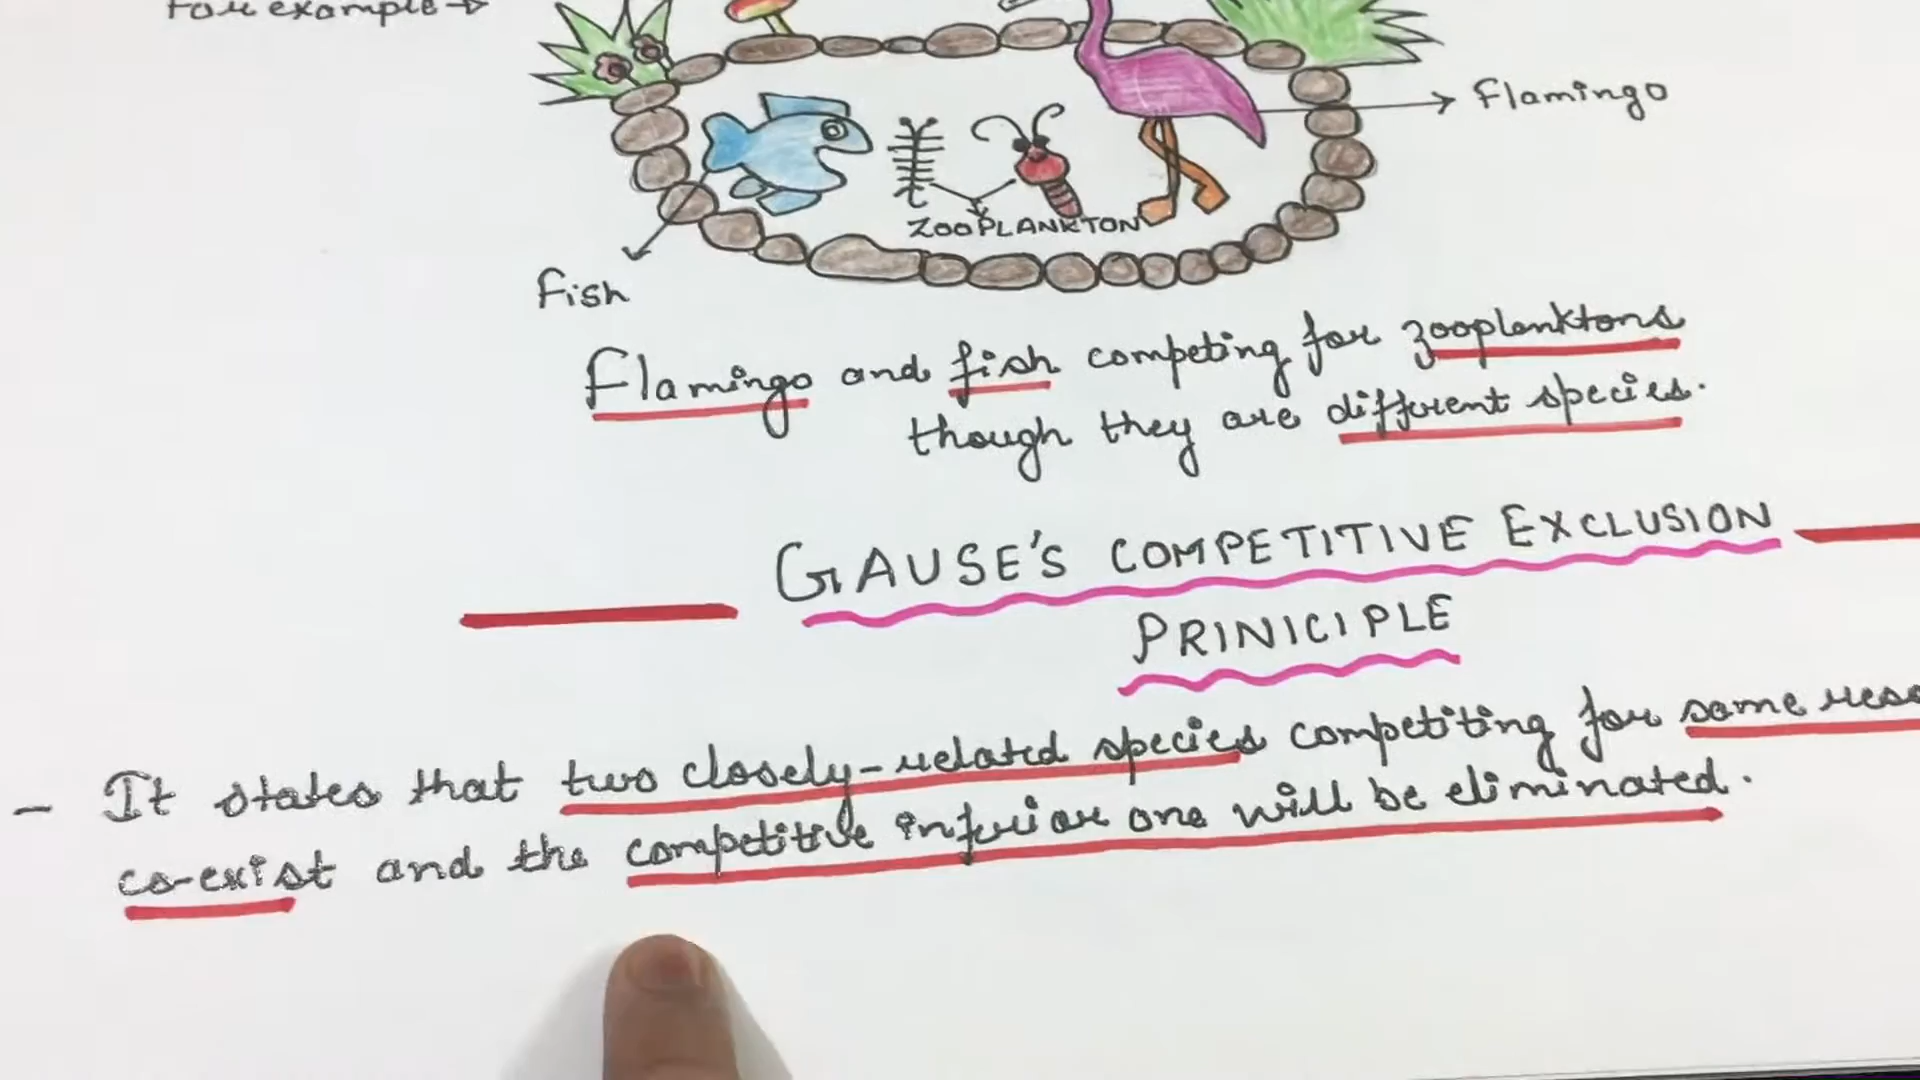 For example →
Flamingo
ZOOPLANKTON
Fish
Flamingo and fish competing for zooplanktons
though they are different species.
GAUSE'S COMPETITIVE EXCLUSION
PRINICIPLE
- It states that two closely-related species competiting for same
co-exist and the competitive inferior one will be eliminated.